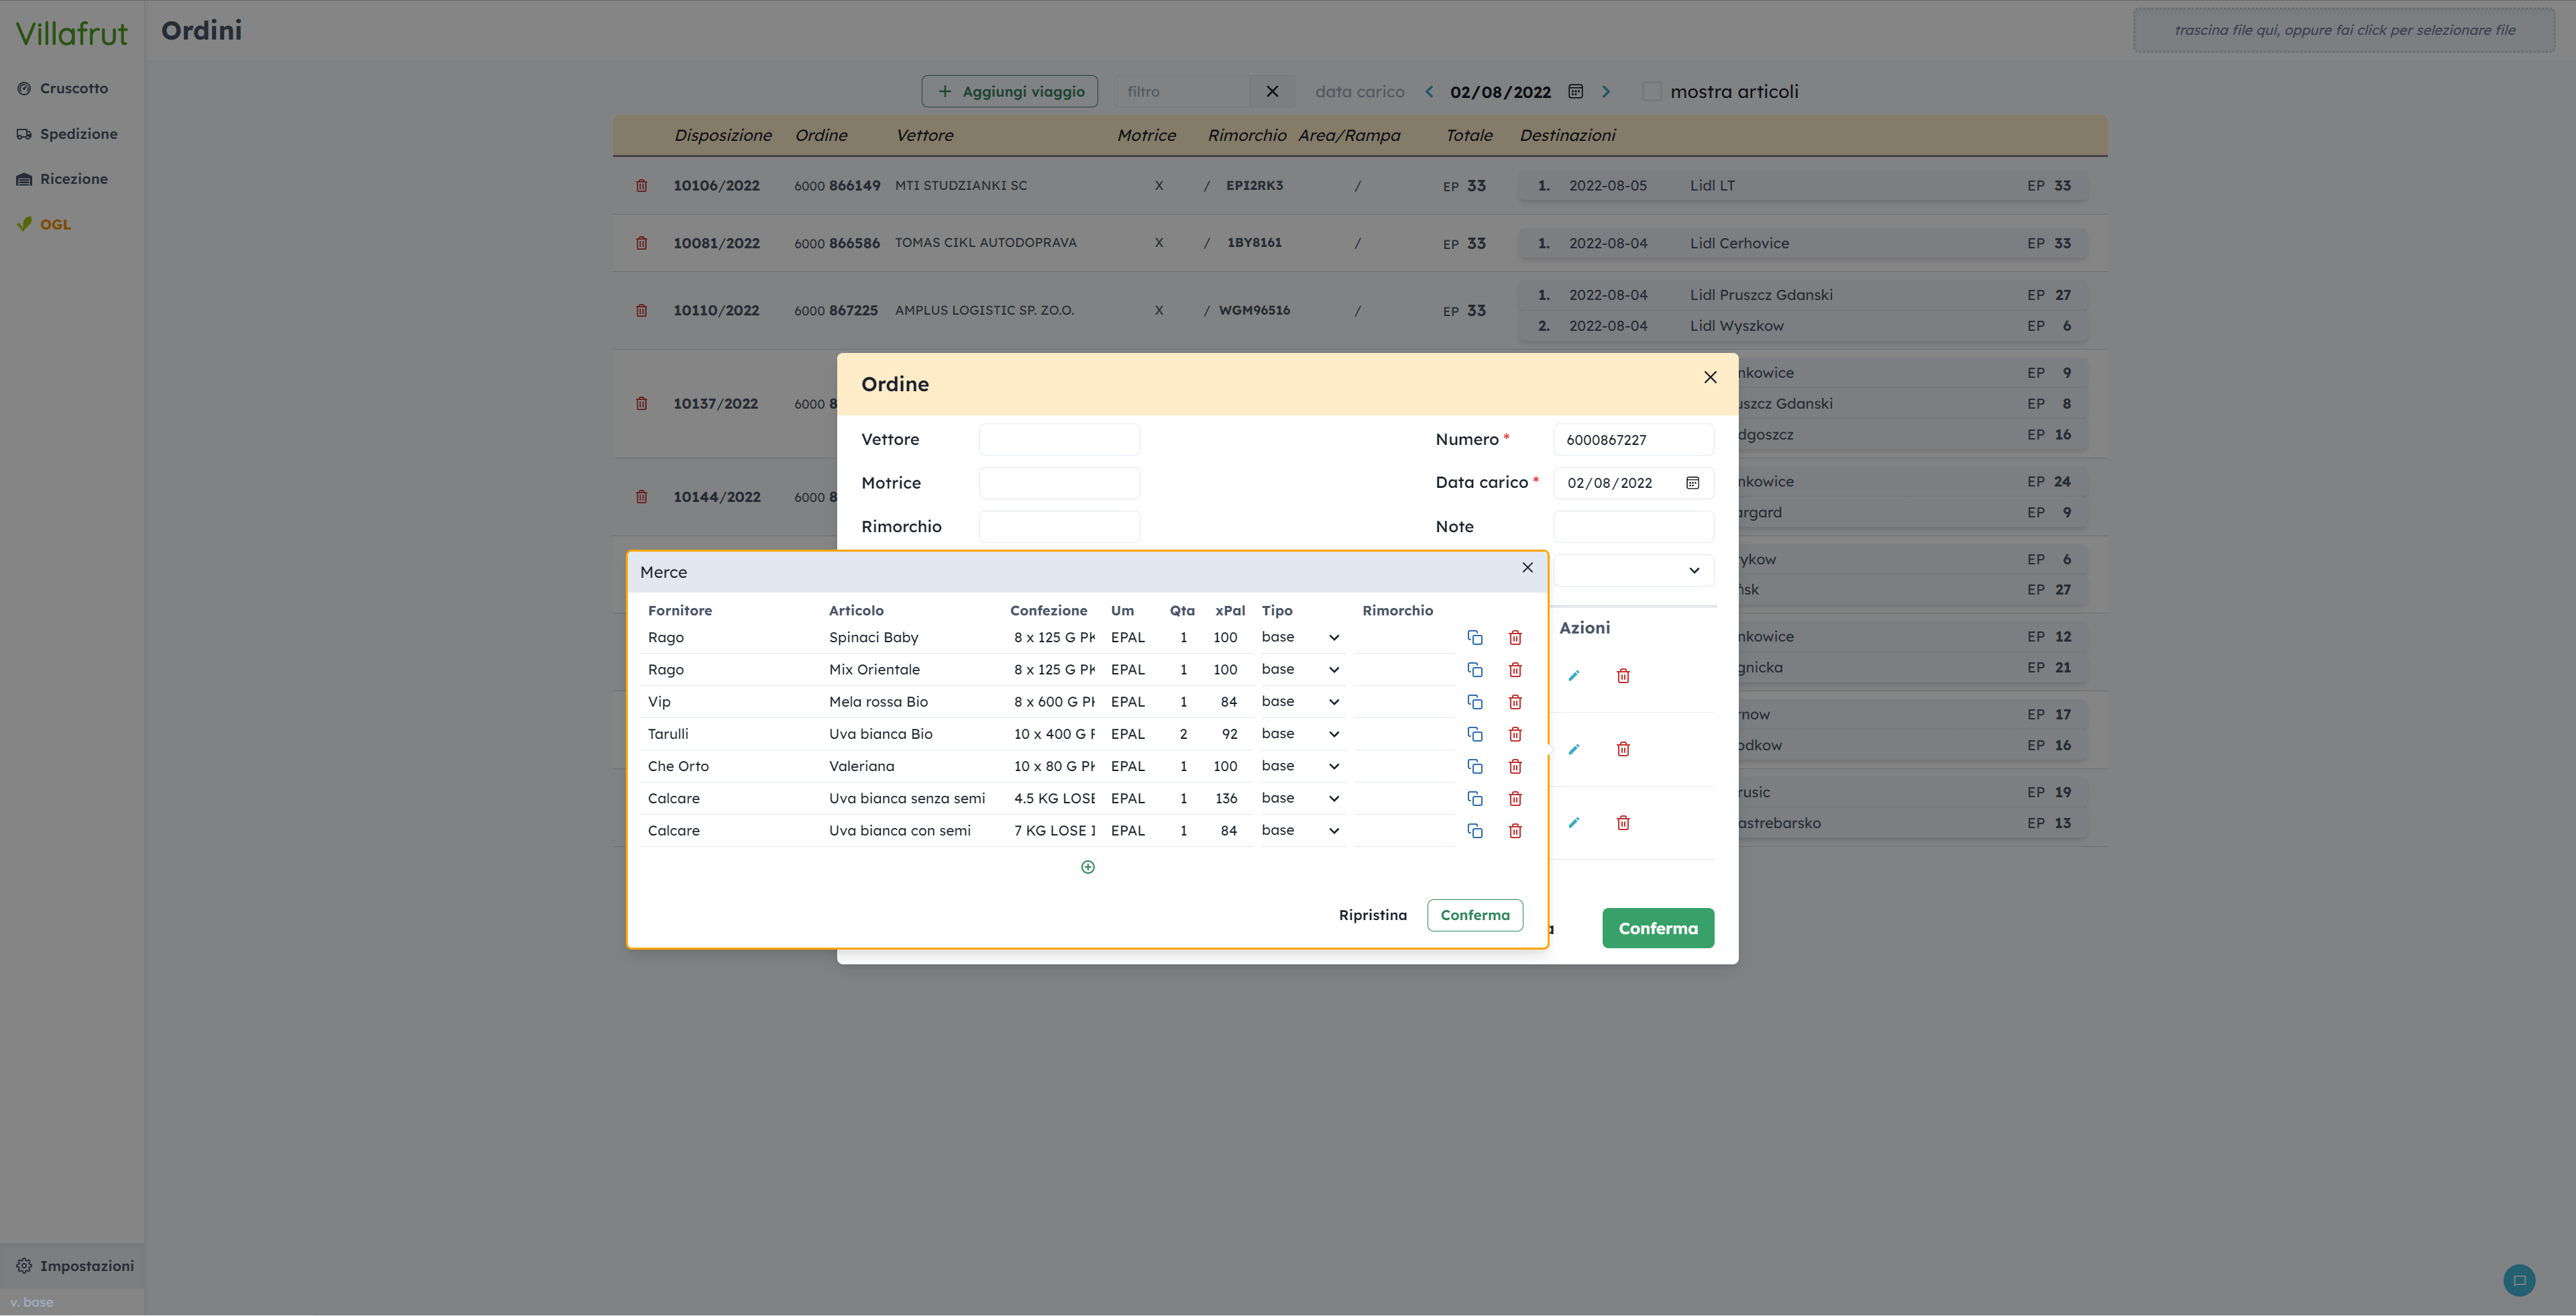 Villafrut
Ordini
trascina file qui, oppure fai click per selezionare file
Cruscotto
Spedizione
Ricezione
OGL
+ Aggiungi viaggio filtro data carico 02/08/2022 mostra articoli
Disposizione Ordine Vettore Motrice Rimorchio Area/Rampa Totale Destinazioni
10106/2022 6000 866149 MTI STUDZIANKI SC X / EPI2RK3 / EP 33 1. 2022-08-05 Lidl LT EP 33
10081/2022 6000 866586 TOMAS CIKL AUTODOPRAVA X / 1BY8161 / EP 33 1. 2022-08-04 Lidl Cerhovice EP 33
10110/2022 6000 867225 AMPLUS LOGISTIC SP. ZO.O. X / WGM96516 / EP 33 1. 2022-08-04 Lidl Pruszcz Gdanski EP 27
2. 2022-08-04 Lidl Wyszkow EP 6
nkowice EP 9
10137/2022 6000 8 uszcz Gdanski EP 8
dgoszcz EP 16
10144/2022 6000 8 nkowice EP 24
argard EP 9
rykow EP 6
ńsk EP 27
nkowice EP 12
gnicka EP 21
rnow EP 17
odkow EP 16
rusic EP 19
astrebarsko EP 13
Ordine
Vettore Numero * 6000867227
Motrice Data carico * 02/08/2022
Rimorchio Note
Azioni
Merce
Fornitore Articolo Confezione Um Qta xPal Tipo Rimorchio
Rago Spinaci Baby 8 x 125 G PK EPAL 1 100 base
Rago Mix Orientale 8 x 125 G PK EPAL 1 100 base
Vip Mela rossa Bio 8 x 600 G PK EPAL 1 84 base
Tarulli Uva bianca Bio 10 x 400 G P EPAL 2 92 base
Che Orto Valeriana 10 x 80 G PK EPAL 1 100 base
Calcare Uva bianca senza semi 4.5 KG LOSE EPAL 1 136 base
Calcare Uva bianca con semi 7 KG LOSE I EPAL 1 84 base
Ripristina Conferma
a Conferma
Impostazioni
v. base